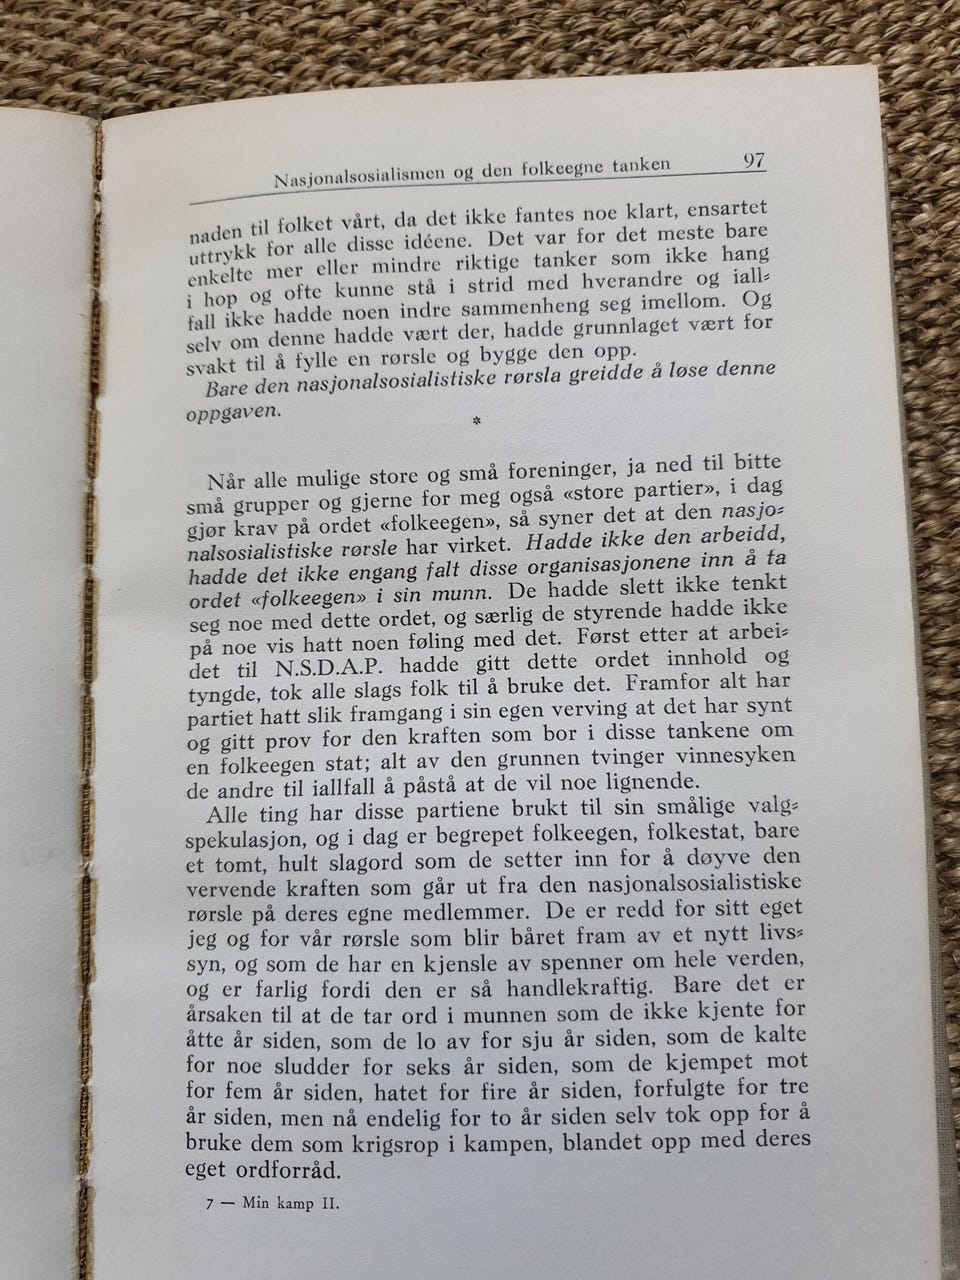 Nasjonalsosialismen og den folkeegne tanken 97
naden til folket vårt, da det ikke fantes noe klart, ensartet
uttrykk for alle disse idéene. Det var for det meste bare
enkelte mer eller mindre riktige tanker som ikke hang
i hop og ofte kunne stå i strid med hverandre og iall-
fall ikke hadde noen indre sammenheng seg imellom. Og
selv om denne hadde vært der, hadde grunnlaget vært for
svakt til å fylle en rørsle og bygge den opp.
Bare den nasjonalsosialistiske rørsla greidde å løse denne
oppgaven.
*
Når alle mulige store og små foreninger, ja ned til bitte
små grupper og gjerne for meg også «store partier», i dag
gjør krav på ordet «folkeegen», så syner det at den nasjo-
nalsosialistiske rørsle har virket. Hadde ikke den arbeidd,
hadde det ikke engang falt disse organisasjonene inn å ta
ordet «folkeegen» i sin munn. De hadde slett ikke tenkt
seg noe med dette ordet, og særlig de styrende hadde ikke
på noe vis hatt noen føling med det. Først etter at arbei-
det til N.S.D.A.P. hadde gitt dette ordet innhold og
tyngde, tok alle slags folk til å bruke det. Framfor alt har
partiet hatt slik framgang i sin egen verving at det har synt
og gitt prov for den kraften som bor i disse tankene om
en folkeegen stat; alt av den grunnen tvinger vinnesyken
de andre til iallfall å påstå at de vil noe lignende.
Alle ting har disse partiene brukt til sin smålige valg-
spekulasjon, og i dag er begrepet folkeegen, folkestat, bare
et tomt, hult slagord som de setter inn for å døyve den
vervende kraften som går ut fra den nasjonalsosialistiske
rørsle på deres egne medlemmer. De er redd for sitt eget
jeg og for vår rørsle som blir båret fram av et nytt livs-
syn, og som de har en kjensle av spenner om hele verden,
og er farlig fordi den er så handlekraftig. Bare det er
årsaken til at de tar ord i munnen som de ikke kjente for
åtte år siden, som de lo av for sju år siden, som de kalte
for noe sludder for seks år siden, som de kjempet mot
for fem år siden, hatet for fire år siden, forfulgte for tre
år siden, men nå endelig for to år siden selv tok opp for å
bruke dem som krigsrop i kampen, blandet opp med deres
eget ordforråd.
7 — Min kamp II.